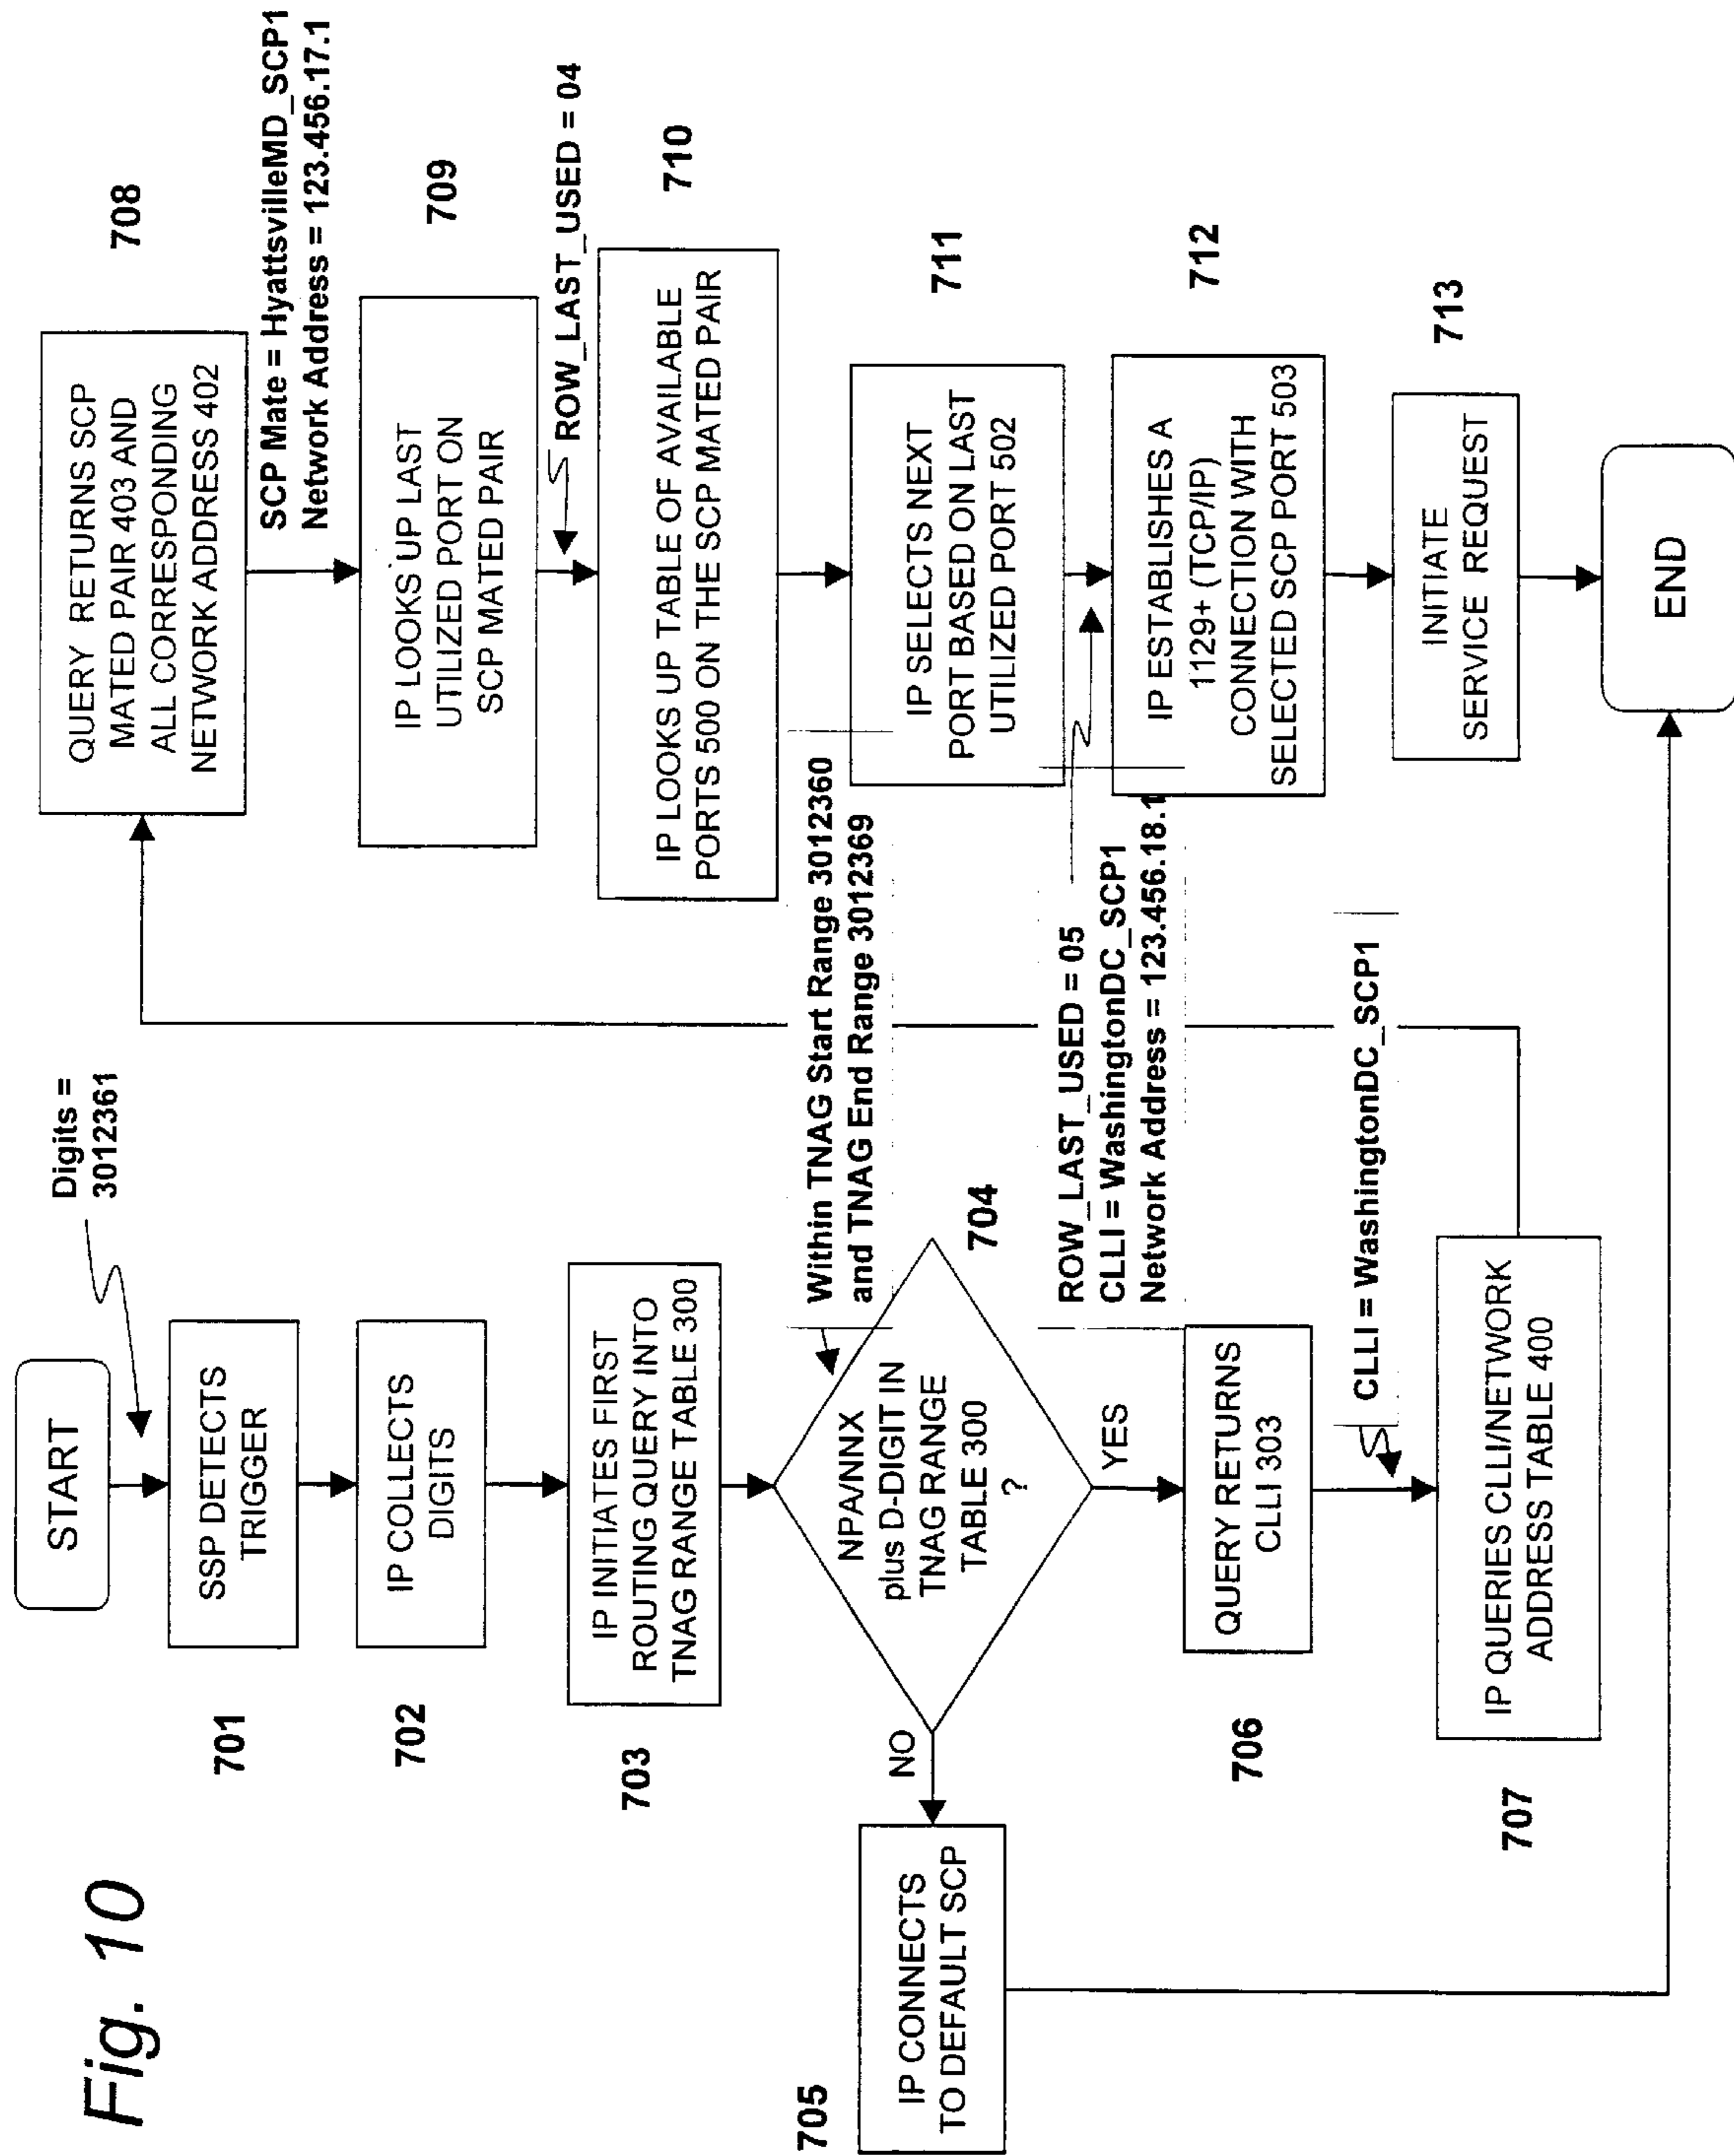 Fig. 10
START
Digits =
3012361
701
SSP DETECTS
TRIGGER
702
IP COLLECTS
DIGITS
703
IP INITIATES FIRST
ROUTING QUERY INTO
TNAG RANGE TABLE 300
704
NPA/NNX
plus D-DIGIT IN
TNAG RANGE
TABLE 300
?
Within TNAG Start Range 3012360
and TNAG End Range 3012369
NO
YES
705
IP CONNECTS
TO DEFAULT SCP
706
QUERY RETURNS
CLLI 303
CLLI = WashingtonDC_SCP1
707
IP QUERIES CLLI/NETWORK
ADDRESS TABLE 400
708
QUERY RETURNS SCP
MATED PAIR 403 AND
ALL CORRESPONDING
NETWORK ADDRESS 402
SCP Mate = HyattsvilleMD_SCP1
Network Address = 123.456.17.1
709
IP LOOKS UP LAST
UTILIZED PORT ON
SCP MATED PAIR
ROW_LAST_USED = 04
710
IP LOOKS UP TABLE OF AVAILABLE
PORTS 500 ON THE SCP MATED PAIR
711
IP SELECTS NEXT
PORT BASED ON LAST
UTILIZED PORT 502
ROW_LAST_USED = 05
CLLI = WashingtonDC_SCP1
Network Address = 123.456.18.1
712
IP ESTABLISHES A
1129+ (TCP/IP)
CONNECTION WITH
SELECTED SCP PORT 503
713
INITIATE
SERVICE REQUEST
END